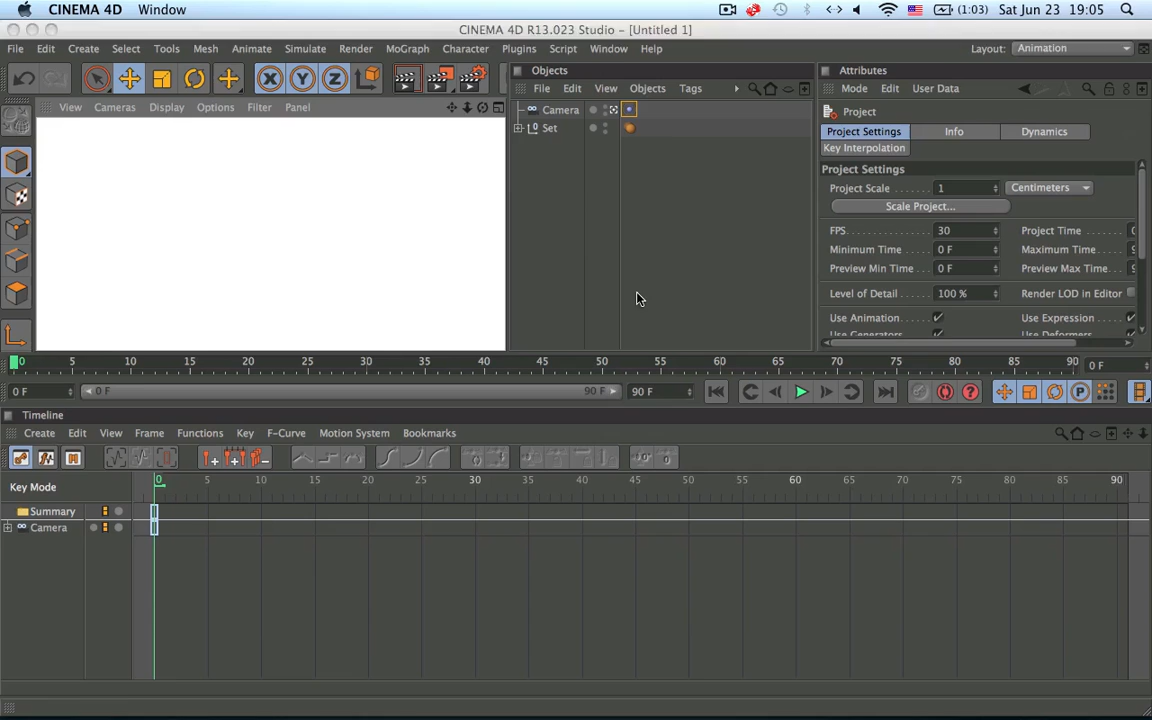 CINEMA 4D Window (1:03) Sat Jun 23 19:05
CINEMA 4D R13.023 Studio – [Untitled 1]
File Edit Create Select Tools Mesh Animate Simulate Render MoGraph Character Plugins Script Window Help Layout: Animation
X Y Z
Objects
File Edit View Objects Tags
Camera
Set
Attributes
Mode Edit User Data
Project
Project Settings Info Dynamics
Key Interpolation
Project Settings
Project Scale ....... 1 Centimeters
Scale Project...
FPS. 30 Project Time
Minimum Time 0 F Maximum Time
Preview Min Time 0 F Preview Max Time...
Level of Detail 100 % Render LOD in Editor
Use Animation Use Expression
Use Generators Use Deformers
View Cameras Display Options Filter Panel
0 5 10 15 20 25 30 35 40 45 50 55 60 65 70 75 80 85 90 0 F
0 F 0 F 90 F 90 F P
Timeline
Create Edit View Frame Functions Key F-Curve Motion System Bookmarks
Key Mode 0 5 10 15 20 25 30 35 40 45 50 55 60 65 70 75 80 85 90
Summary
Camera